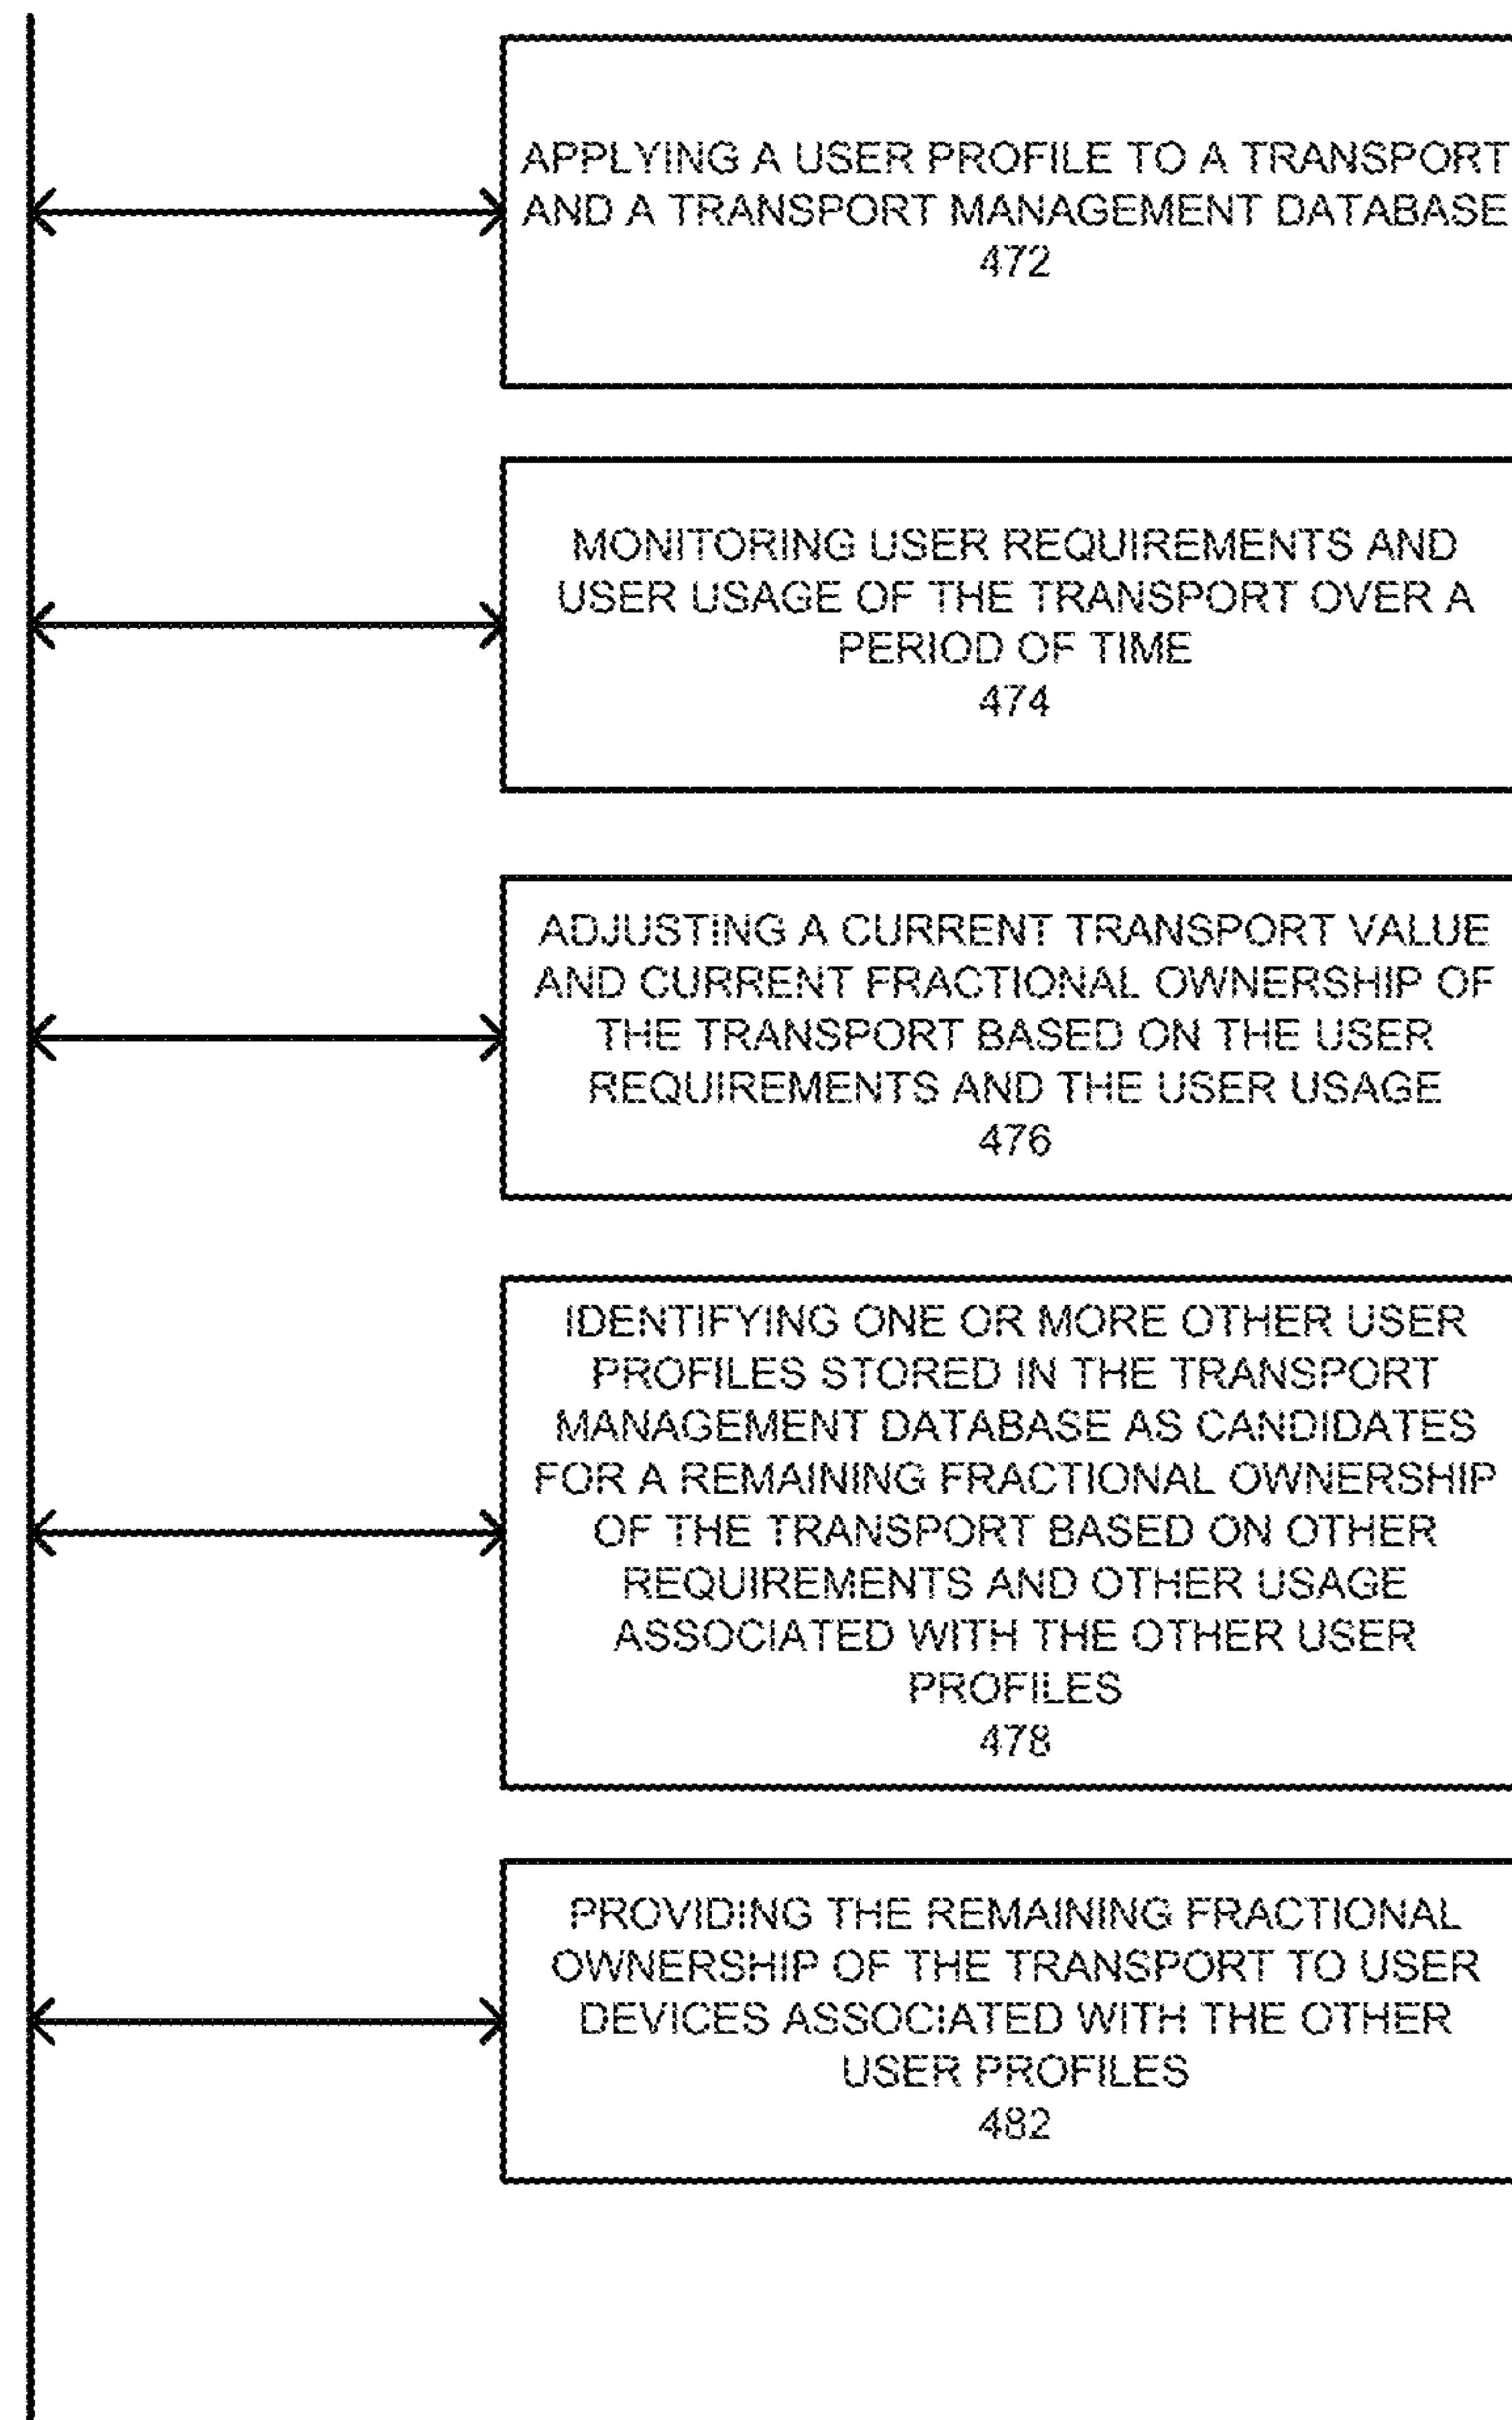 APPLYING A USER PROFILE TO A TRANSPORT
AND A TRANSPORT MANAGEMENT DATABASE
472
MONITORING USER REQUIREMENTS AND
USER USAGE OF THE TRANSPORT OVER A
PERIOD OF TIME
474
ADJUSTING A CURRENT TRANSPORT VALUE
AND CURRENT FRACTIONAL OWNERSHIP OF
THE TRANSPORT BASED ON THE USER
REQUIREMENTS AND THE USER USAGE
476
IDENTIFYING ONE OR MORE OTHER USER
PROFILES STORED IN THE TRANSPORT
MANAGEMENT DATABASE AS CANDIDATES
FOR A REMAINING FRACTIONAL OWNERSHIP
OF THE TRANSPORT BASED ON OTHER
REQUIREMENTS AND OTHER USAGE
ASSOCIATED WITH THE OTHER USER
PROFILES
478
PROVIDING THE REMAINING FRACTIONAL
OWNERSHIP OF THE TRANSPORT TO USER
DEVICES ASSOCIATED WITH THE OTHER
USER PROFILES
482